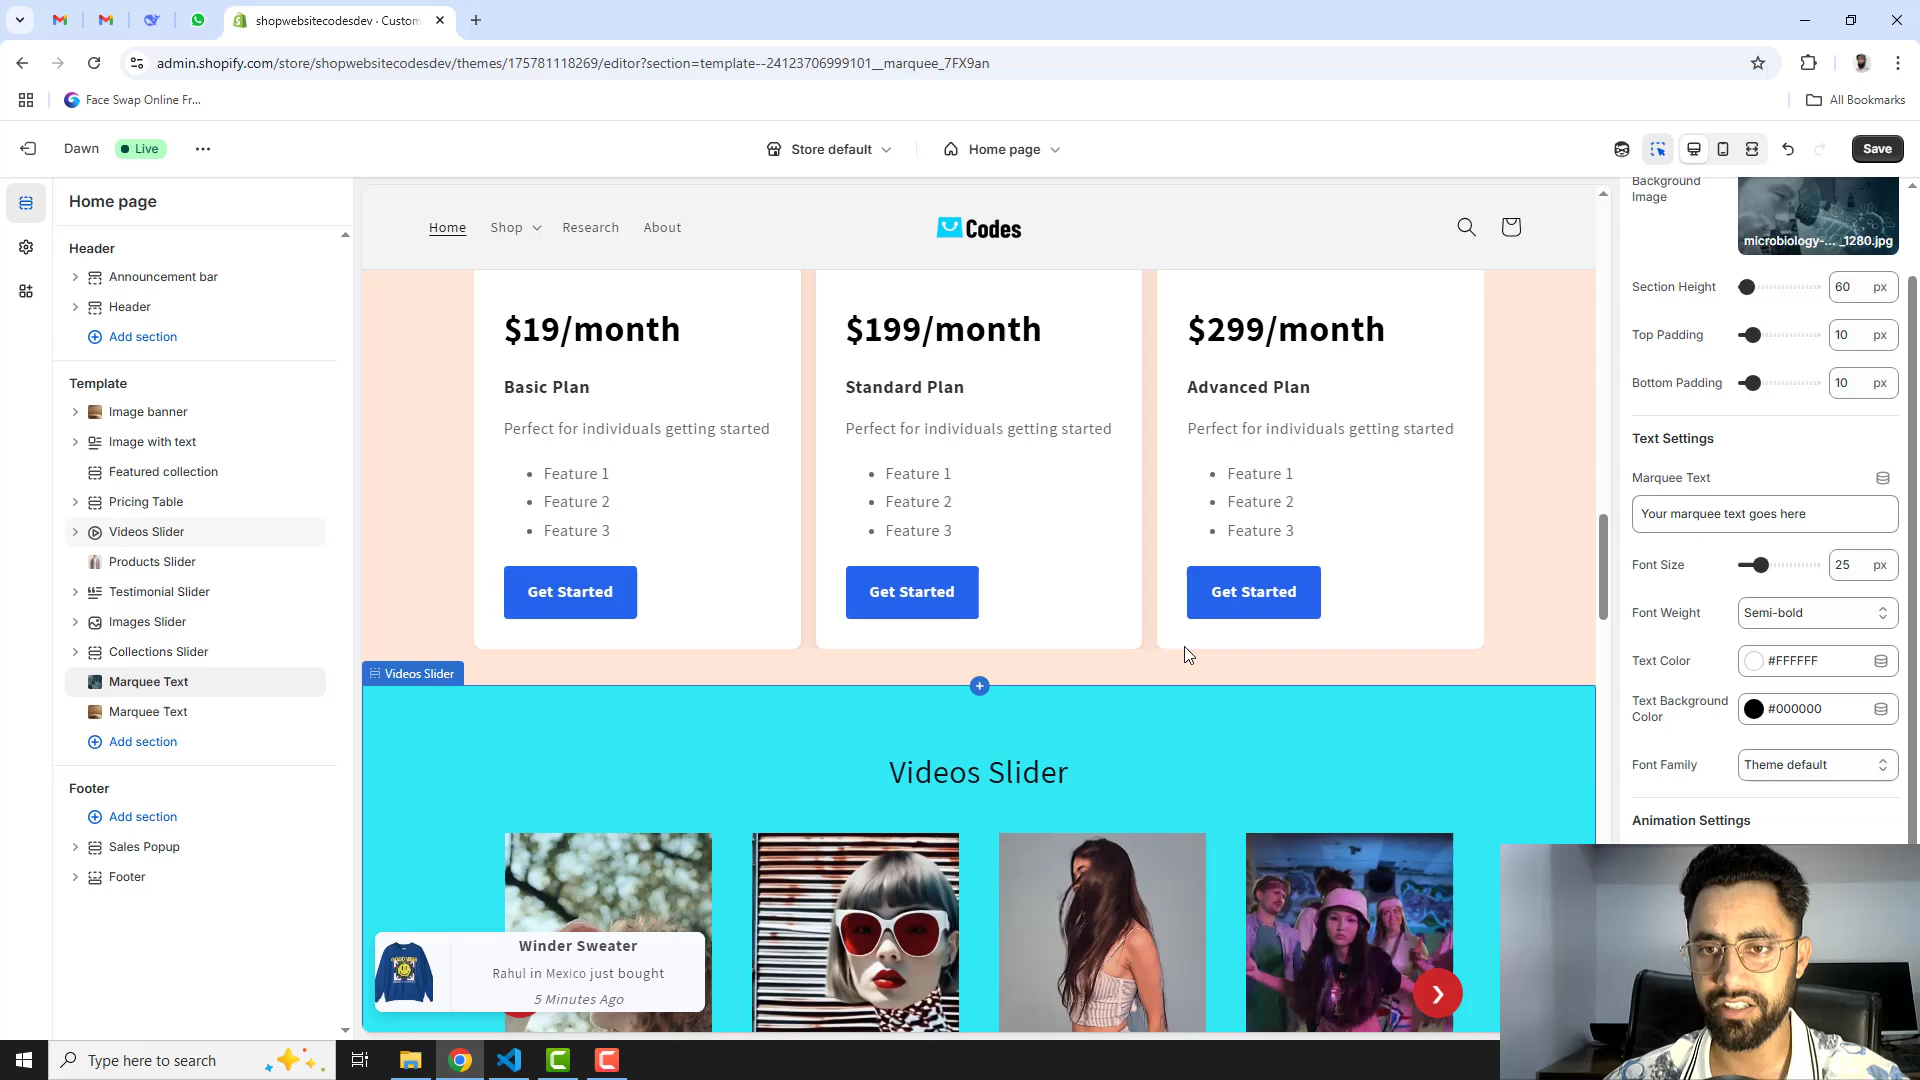 shopwebsitecodesdev · Custom
admin.shopify.com/store/shopwebsitecodesdev/themes/175781118269/editor?section=template--24123706999101__marquee_7FX9an
Face Swap Online Fr...
All Bookmarks
Dawn
Live
Store default
Home page
Save
Home page
Header
Announcement bar
Header
Add section
Template
Image banner
Image with text
Featured collection
Pricing Table
Videos Slider
Products Slider
Testimonial Slider
Images Slider
Collections Slider
Marquee Text
Marquee Text
Add section
Footer
Add section
Sales Popup
Footer
Home
Shop
Research
About
Codes
$19/month
Basic Plan
Perfect for individuals getting started
Feature 1
Feature 2
Feature 3
Get Started
$199/month
Standard Plan
Perfect for individuals getting started
Feature 1
Feature 2
Feature 3
Get Started
$299/month
Advanced Plan
Perfect for individuals getting started
Feature 1
Feature 2
Feature 3
Get Started
Videos Slider
Videos Slider
Winder Sweater
Rahul in Mexico just bought
5 Minutes Ago
Background
Image
microbiology-... _1280.jpg
Section Height
60 px
Top Padding
10 px
Bottom Padding
10 px
Text Settings
Marquee Text
Your marquee text goes here
Font Size
25 px
Font Weight
Semi-bold
Text Color
#FFFFFF
Text Background
Color
#000000
Font Family
Theme default
Animation Settings
Type here to search